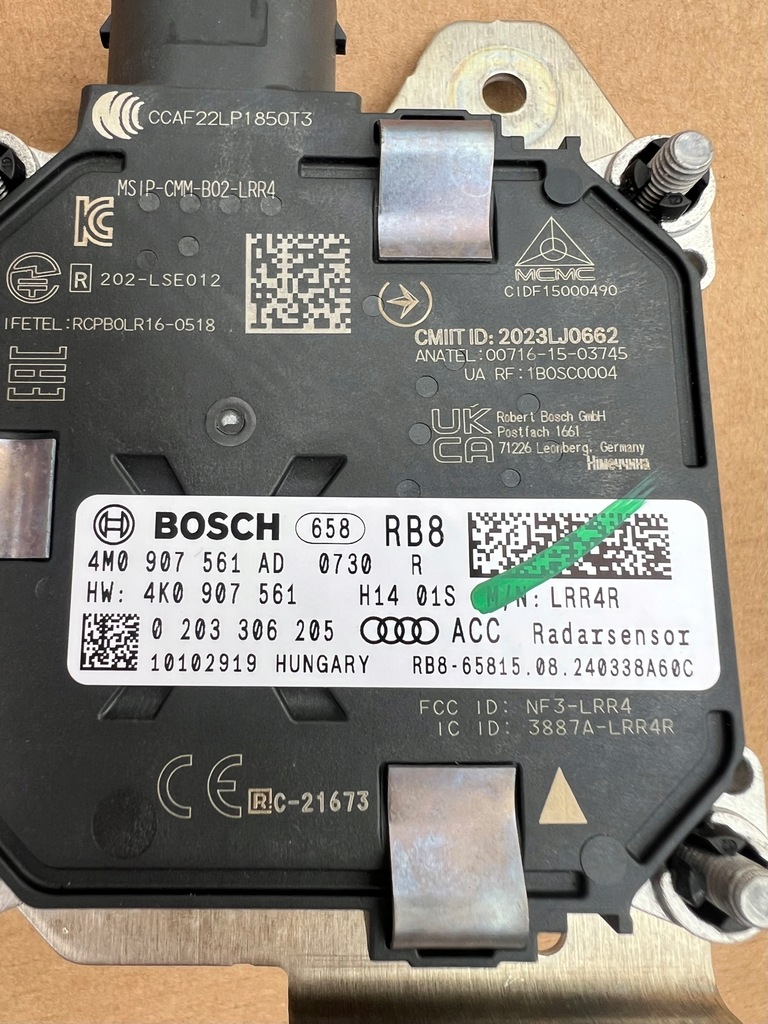 CCAF22LP1850T3
MSIP-CMM-B02-LRR4
R 202-LSE012
MCMC
CIDF15000490
IFETEL:RCPBOLR16-0518
CMIIT ID: 2023LJ0662
ANATEL:00716-15-03745
UA RF:1BOSC0004
EAC
UK
CA
Robert Bosch GmbH
Postfach 1661
71226 Leonberg, Germany
Німеччина
BOSCH 658 RB8
4M0 907 561 AD 0730 R
HW: 4K0 907 561 H14 01S M/N: LRR4R
0 203 306 205 ACC Radarsensor
10102919 HUNGARY RB8-65815.08.240338A60C
FCC ID: NF3-LRR4
IC ID: 3887A-LRR4R
CE
R C-21673